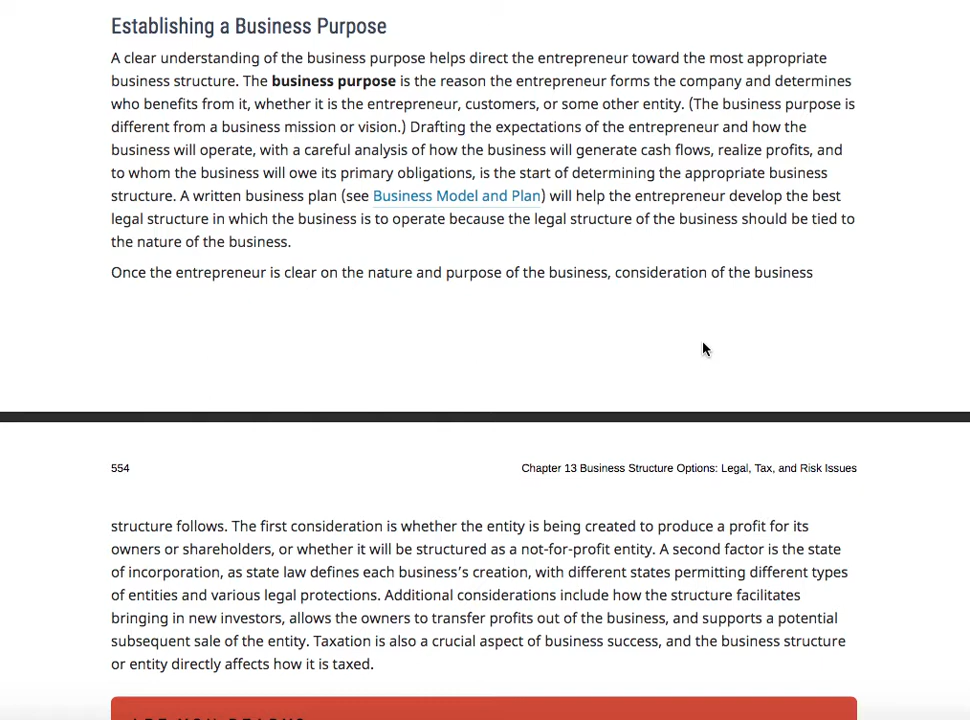 Establishing a Business Purpose
A clear understanding of the business purpose helps direct the entrepreneur toward the most appropriate
business structure. The business purpose is the reason the entrepreneur forms the company and determines
who benefits from it, whether it is the entrepreneur, customers, or some other entity. (The business purpose is
different from a business mission or vision.) Drafting the expectations of the entrepreneur and how the
business will operate, with a careful analysis of how the business will generate cash flows, realize profits, and
to whom the business will owe its primary obligations, is the start of determining the appropriate business
structure. A written business plan (see Business Model and Plan) will help the entrepreneur develop the best
legal structure in which the business is to operate because the legal structure of the business should be tied to
the nature of the business.
Once the entrepreneur is clear on the nature and purpose of the business, consideration of the business
554 Chapter 13 Business Structure Options: Legal, Tax, and Risk Issues
structure follows. The first consideration is whether the entity is being created to produce a profit for its
owners or shareholders, or whether it will be structured as a not-for-profit entity. A second factor is the state
of incorporation, as state law defines each business’s creation, with different states permitting different types
of entities and various legal protections. Additional considerations include how the structure facilitates
bringing in new investors, allows the owners to transfer profits out of the business, and supports a potential
subsequent sale of the entity. Taxation is also a crucial aspect of business success, and the business structure
or entity directly affects how it is taxed.